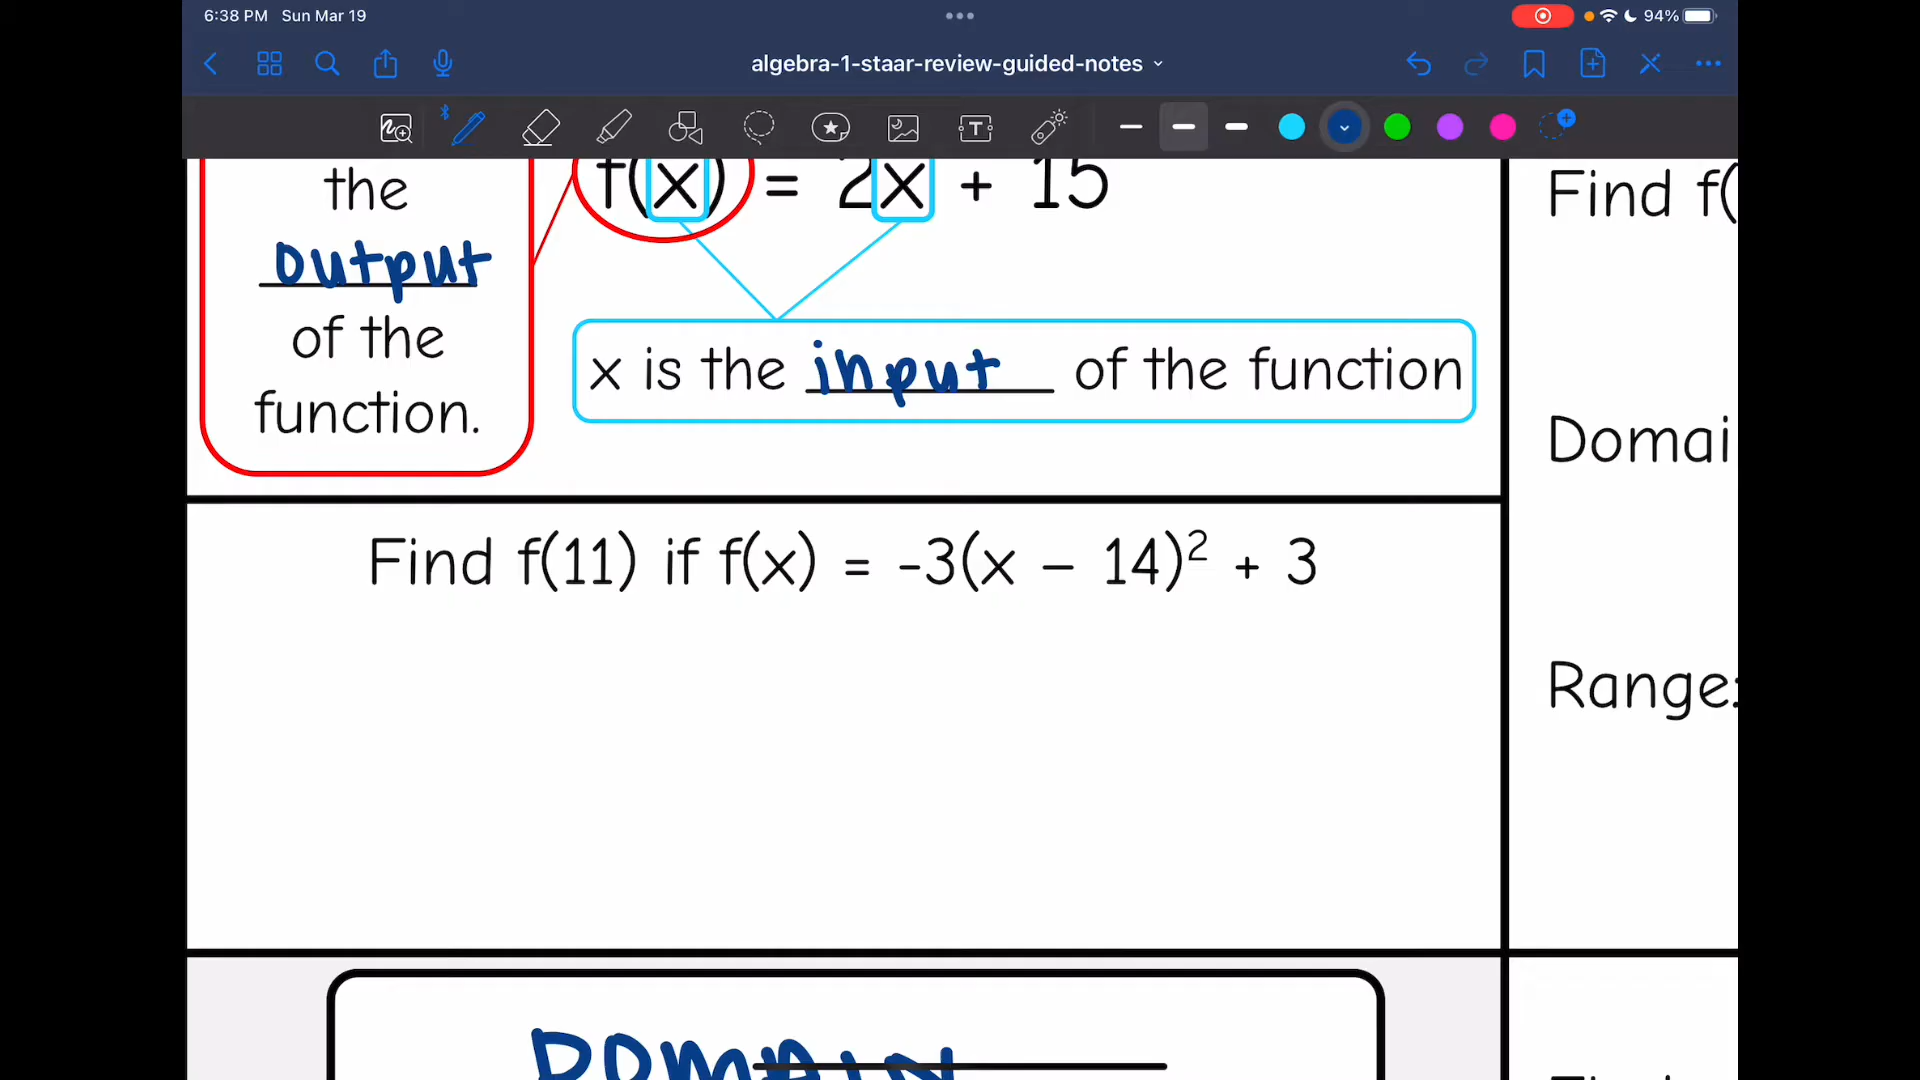 6:38 PM Sun Mar 19
94%
algebra-1-staar-review-guided-notes
the
output
of the
function.
f(x) = 2x + 15
x is the input of the function
Find f(11) if f(x) = -3(x – 14)² + 3
DOMAIN
Find f(
Domai
Range: